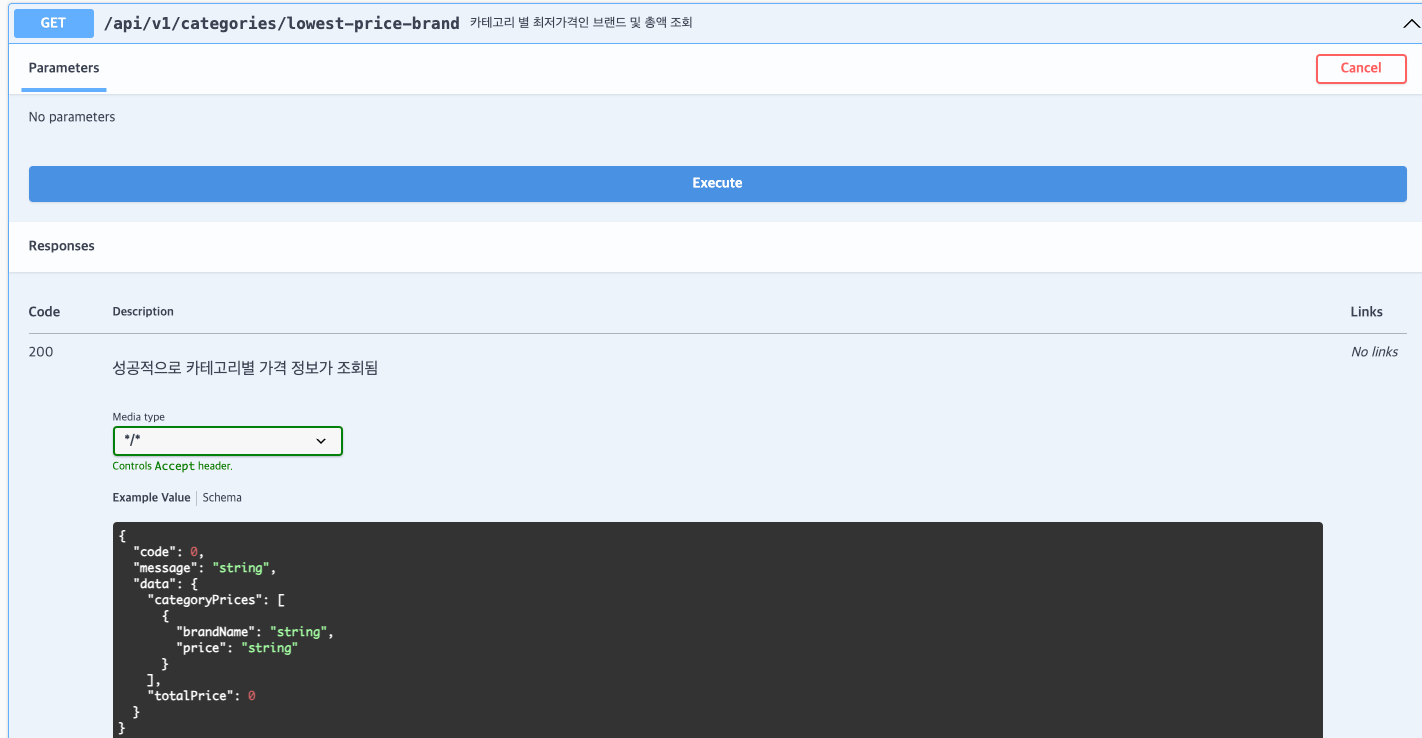 GET /api/v1/categories/lowest-price-brand 카테고리 별 최저가격인 브랜드 및 총액 조회
Parameters Cancel
No parameters
Execute
Responses
Code Description Links
200 No links
성공적으로 카테고리별 가격 정보가 조회됨
Media type
*/*
Controls Accept header.
Example Value Schema
{
"code": 0,
"message": "string",
"data": {
"categoryPrices": [
{
"brandName": "string",
"price": "string"
}
],
"totalPrice": 0
}
}